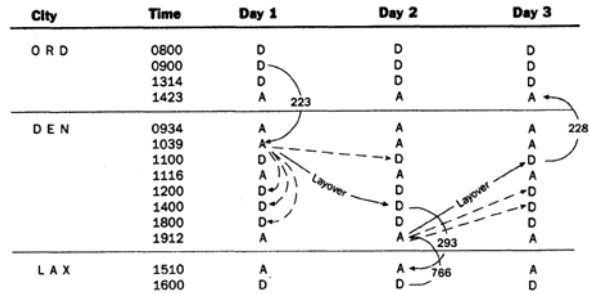 City Time Day 1 Day 2 Day 3
ORD 0800 D D D
0900 D D D
1314 D D D
1423 A A A
223
DEN 0934 A A A
228
1039 A A A
1100 D D D
1116 A A A
Layover Layover
1200 D D D
1400 D D D
1800 D D D
1912 A A A
293
LAX 1510 A A A
766
1600 D D D